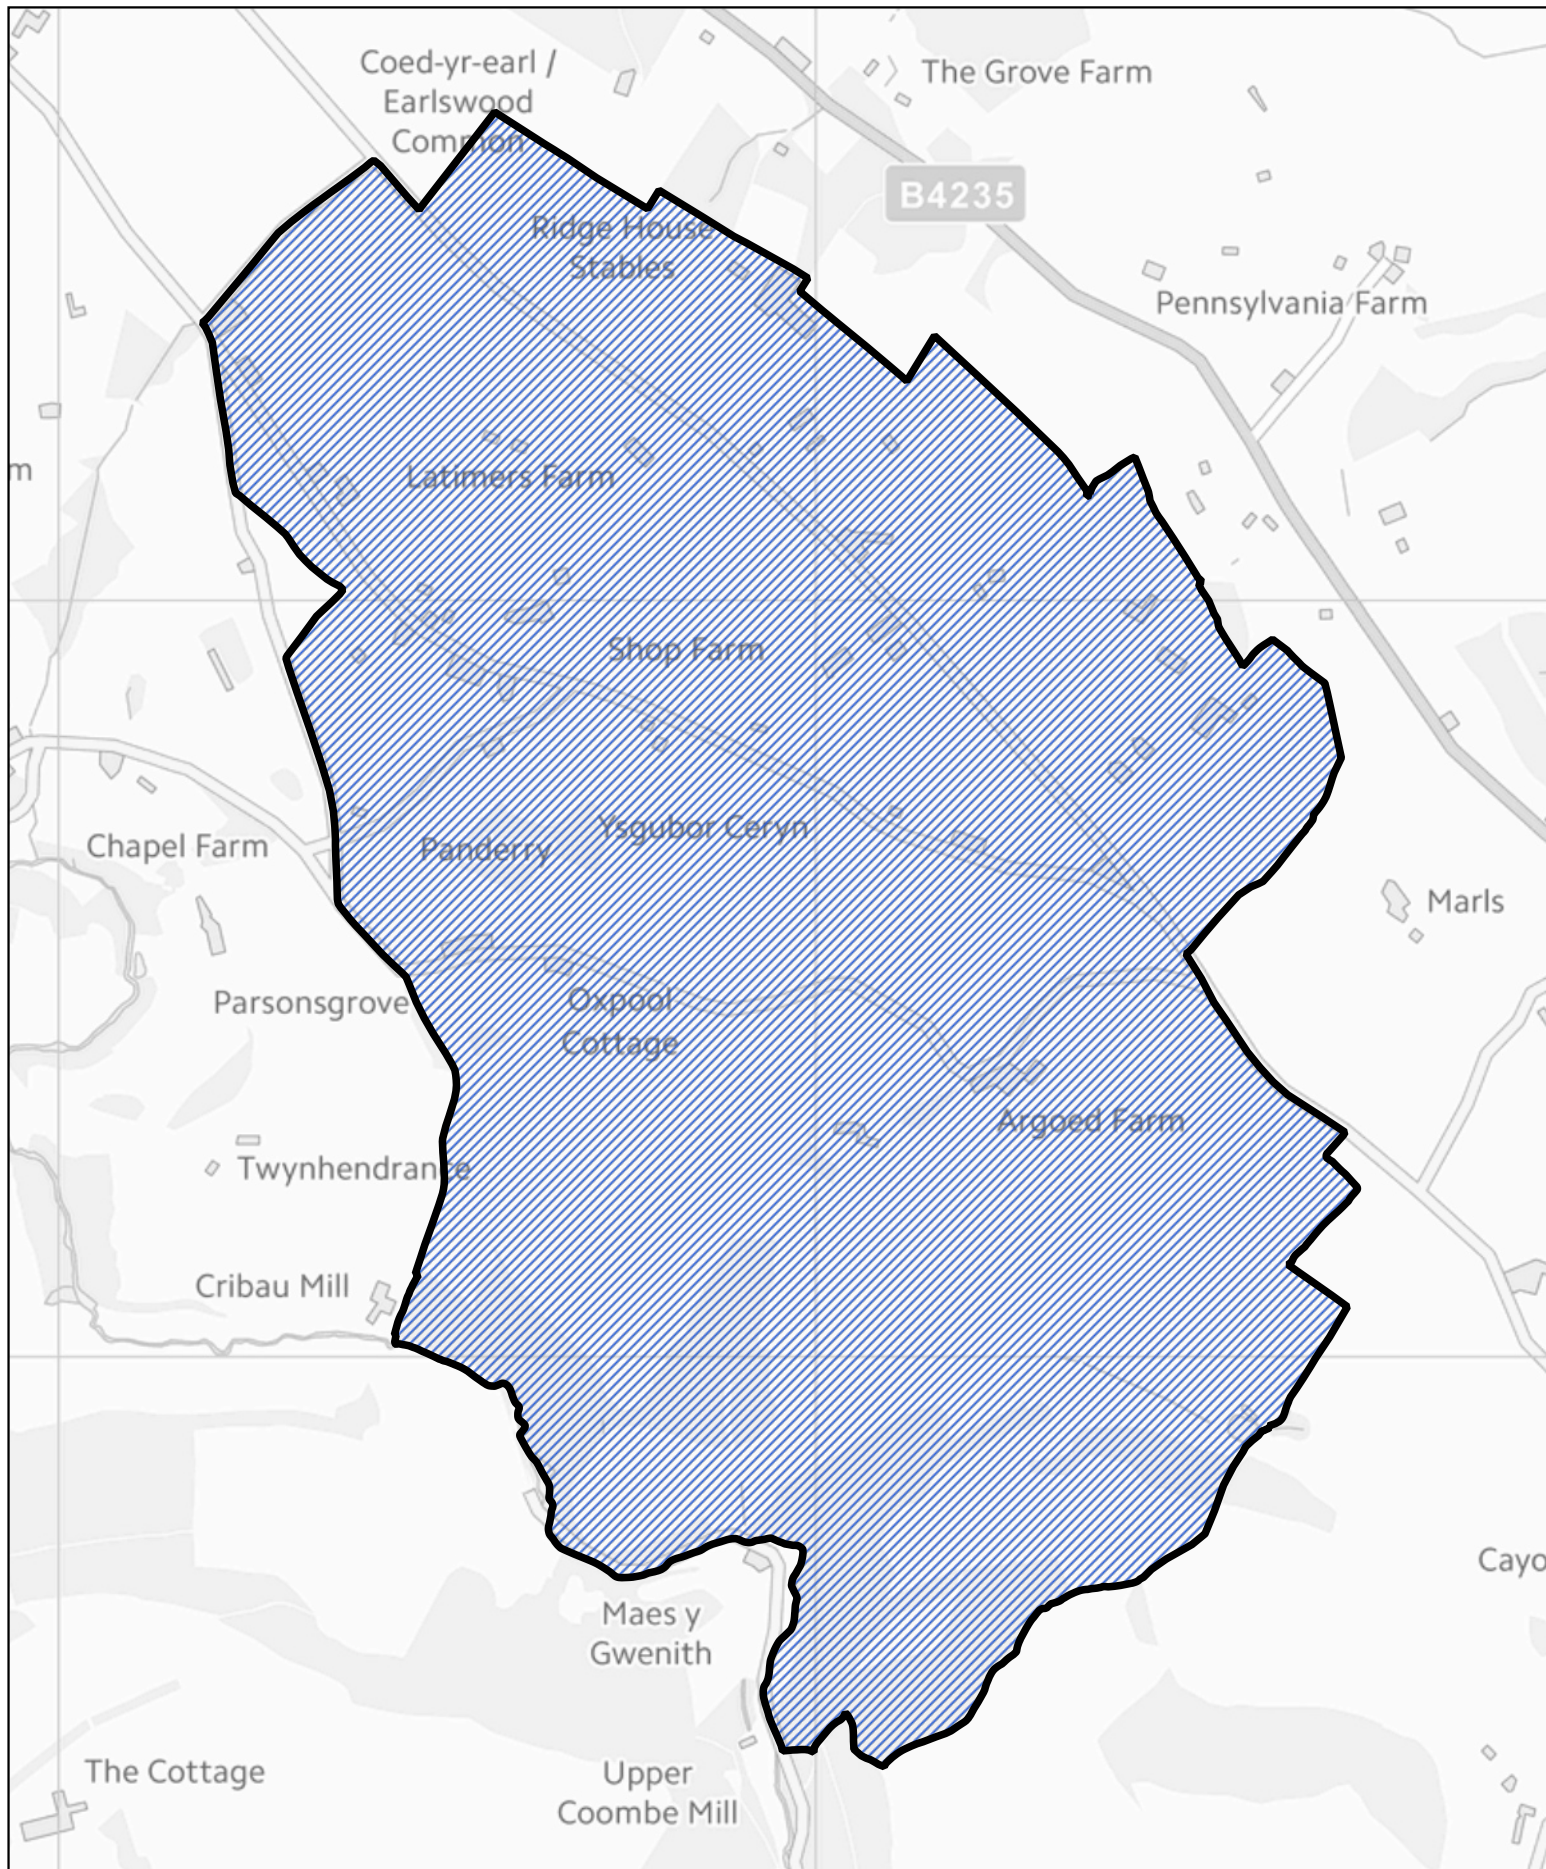 Coed-yr-earl /
Earlswood
Common
The Grove Farm
B4235
Ridge House
Stables
Pennsylvania Farm
m
Latimers Farm
Shop Farm
Ysgubor Ceryn
Chapel Farm
Panderry
Marls
Parsonsgrove
Oxpool
Cottage
Argoed Farm
Twynhendrance
Cribau Mill
Cayo
Maes y
Gwenith
The Cottage
Upper
Coombe Mill